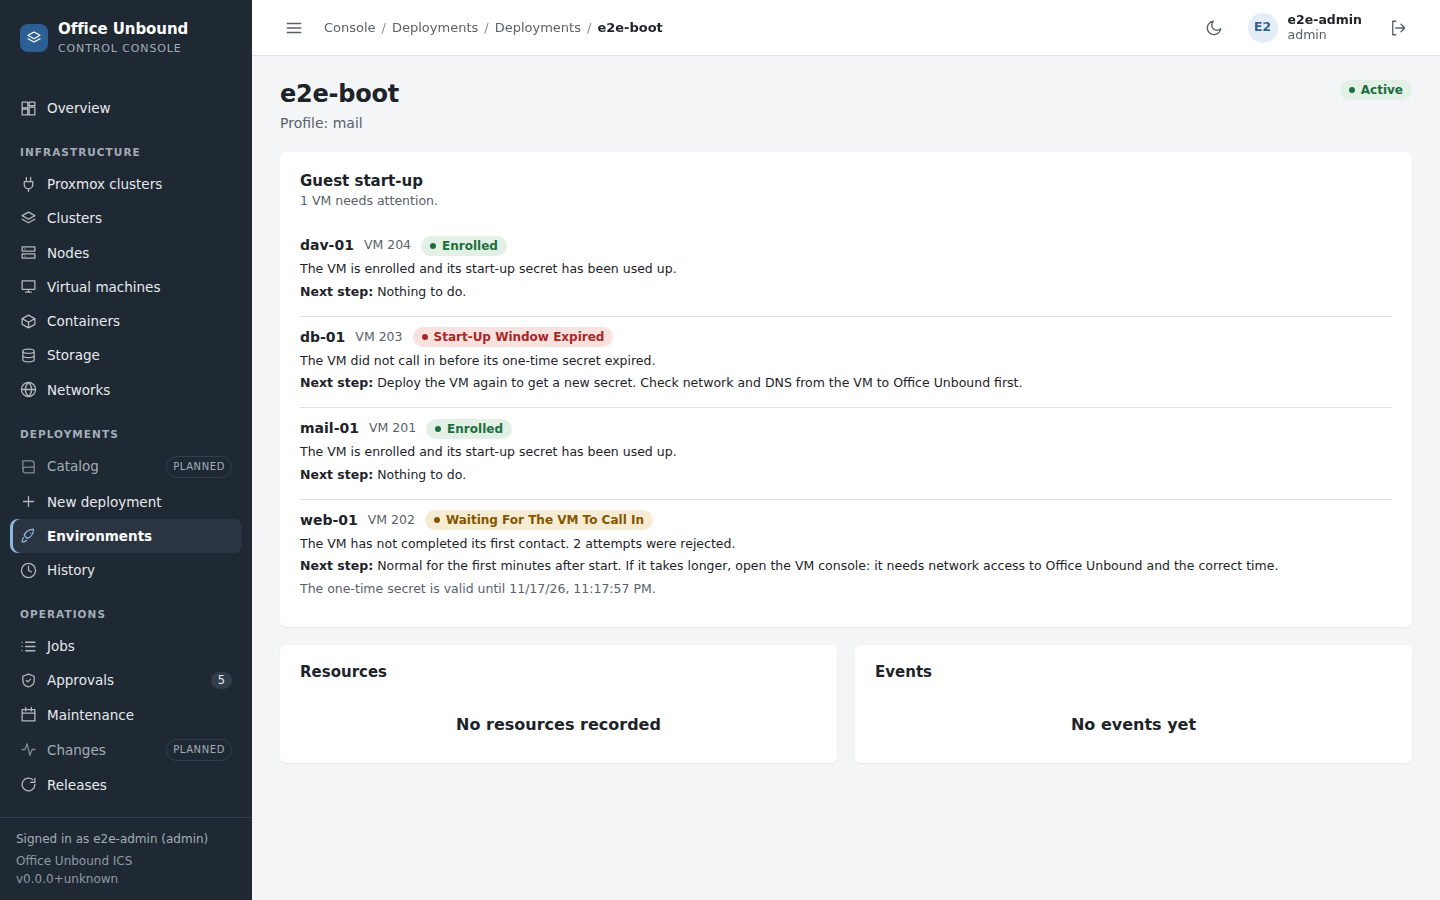 Office Unbound
CONTROL CONSOLE
Overview
INFRASTRUCTURE
Proxmox clusters
Clusters
Nodes
Virtual machines
Containers
Storage
Networks
DEPLOYMENTS
Catalog PLANNED
New deployment
Environments
History
OPERATIONS
Jobs
Approvals 5
Maintenance
Changes PLANNED
Releases
Signed in as e2e-admin (admin)
Office Unbound ICS
v0.0.0+unknown
Console / Deployments / Deployments / e2e-boot
E2
e2e-admin
admin
e2e-boot
Active
Profile: mail
Guest start-up
1 VM needs attention.
dav-01 VM 204 Enrolled
The VM is enrolled and its start-up secret has been used up.
Next step: Nothing to do.
db-01 VM 203 Start-Up Window Expired
The VM did not call in before its one-time secret expired.
Next step: Deploy the VM again to get a new secret. Check network and DNS from the VM to Office Unbound first.
mail-01 VM 201 Enrolled
The VM is enrolled and its start-up secret has been used up.
Next step: Nothing to do.
web-01 VM 202 Waiting For The VM To Call In
The VM has not completed its first contact. 2 attempts were rejected.
Next step: Normal for the first minutes after start. If it takes longer, open the VM console: it needs network access to Office Unbound and the correct time.
The one-time secret is valid until 11/17/26, 11:17:57 PM.
Resources
No resources recorded
Events
No events yet